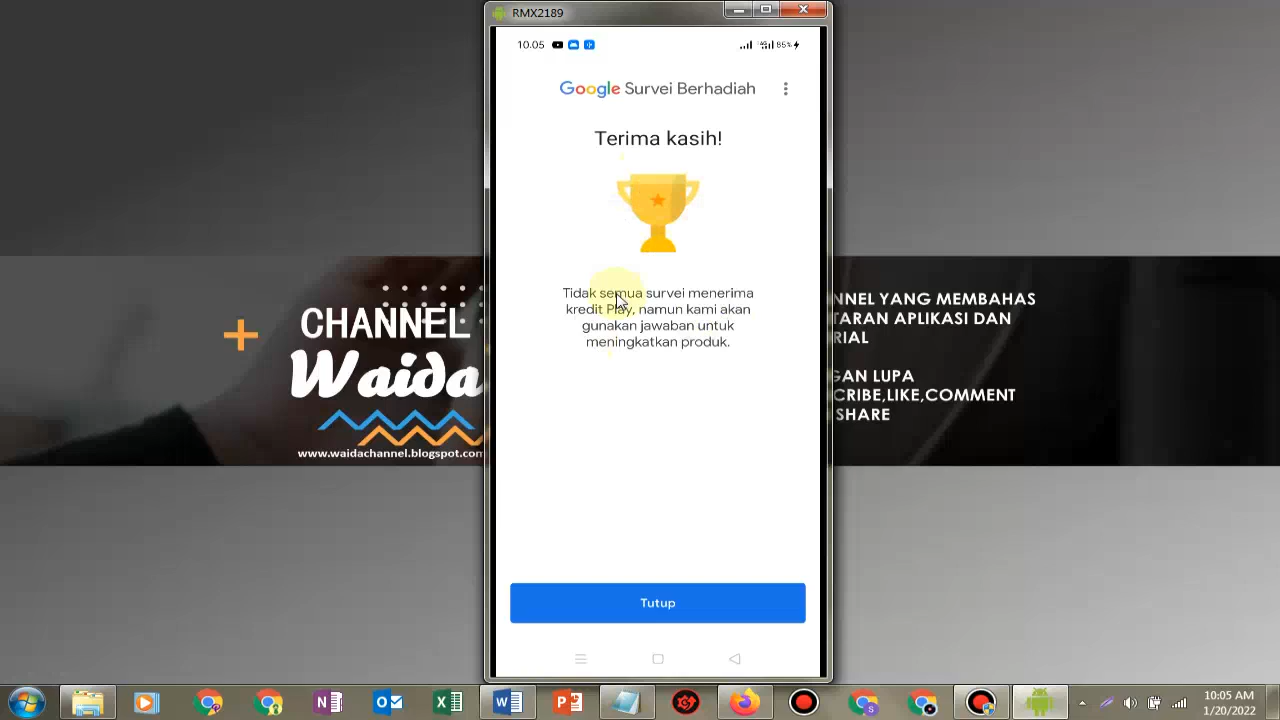 RMX2189
10.05
85%
Google Survei Berhadiah
Terima kasih!
Tidak semua survei menerima
kredit Play, namun kami akan
gunakan jawaban untuk
meningkatkan produk.
Tutup
CHANNEL
Waida
www.waidachannel.blogspot.com
NNEL YANG MEMBAHAS
TARAN APLIKASI DAN
RIAL
GAN LUPA
CRIBE,LIKE,COMMENT
SHARE
10:05 AM
1/20/2022